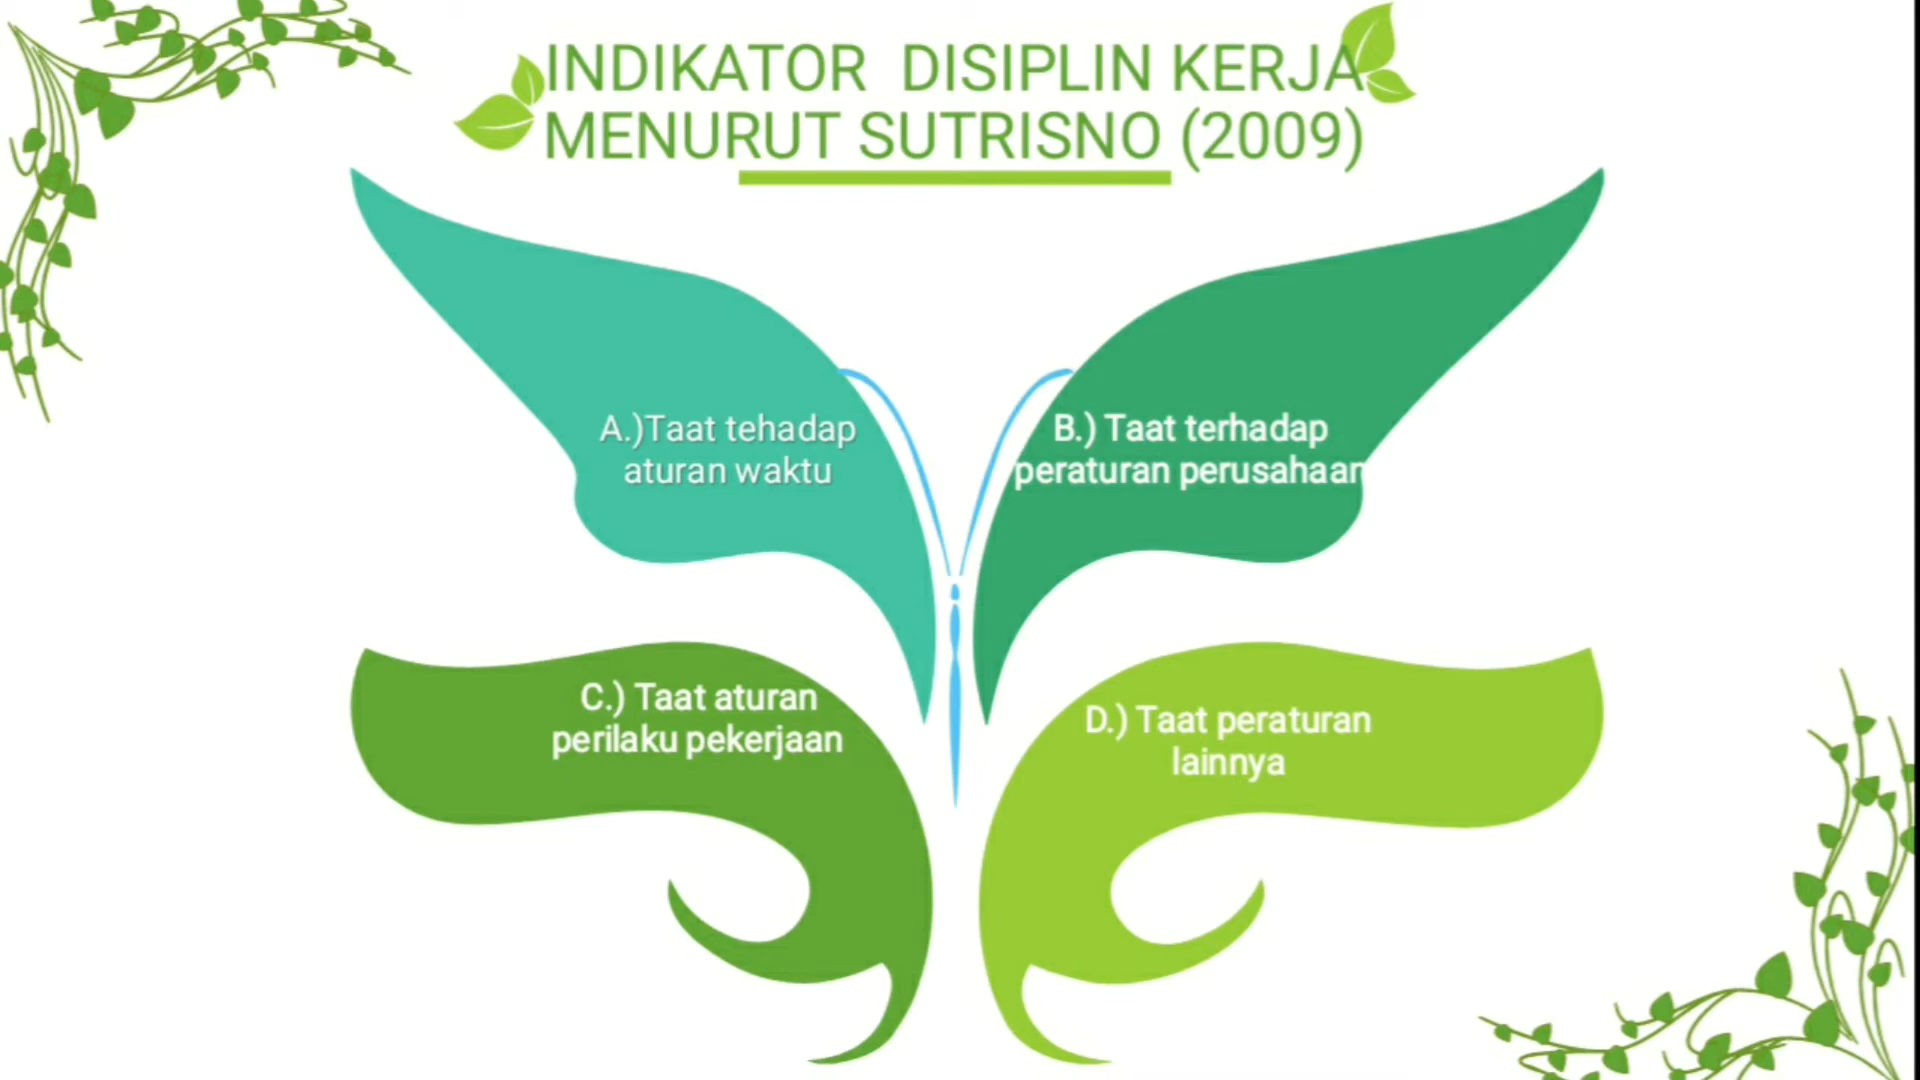 INDIKATOR DISIPLIN KERJA
MENURUT SUTRISNO (2009)
A.)Taat tehadap
aturan waktu
B.) Taat terhadap
peraturan perusahaan
C.) Taat aturan
perilaku pekerjaan
D.) Taat peraturan
lainnya